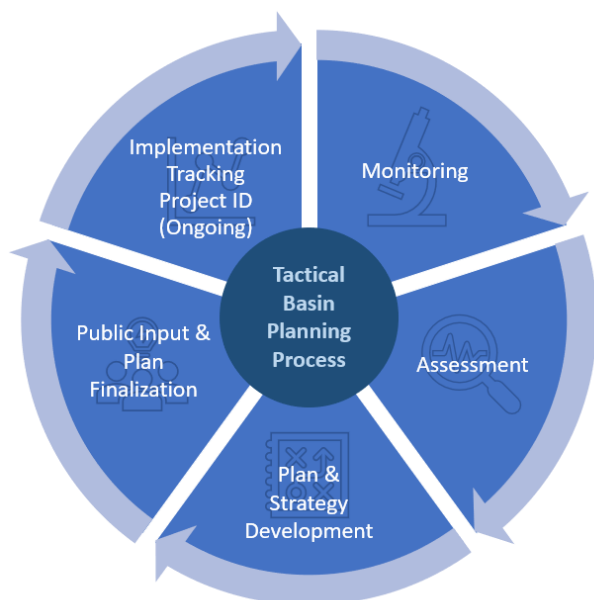 Implementation
Tracking
Project ID
(Ongoing)
Monitoring
Tactical
Basin
Planning
Process
Public Input &
Plan
Finalization
Assessment
Plan &
Strategy
Development